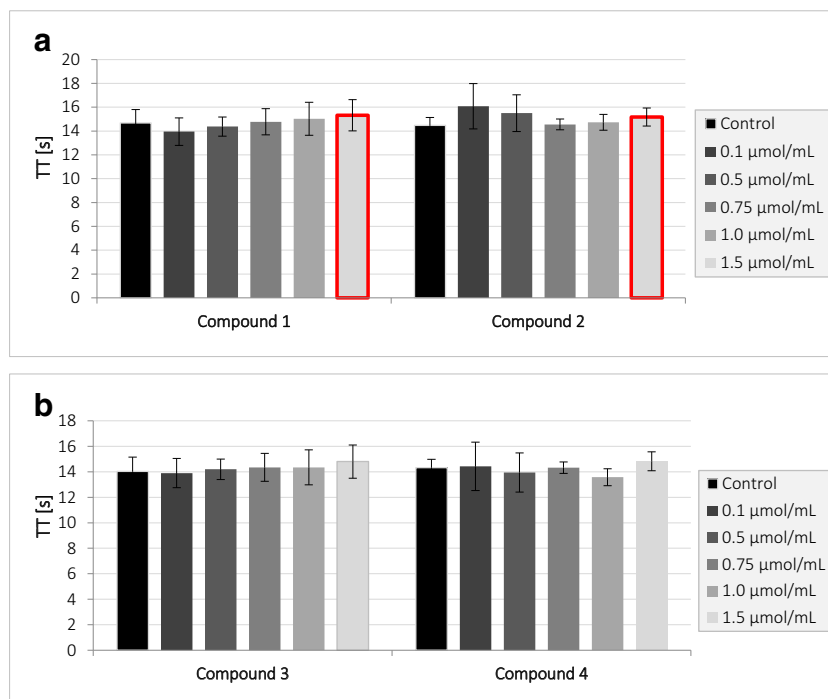 a
20
18
16
14
12
10
8
6
4
2
0
TT [s]
Compound 1
Compound 2
Control
0.1 µmol/mL
0.5 µmol/mL
0.75 µmol/mL
1.0 µmol/mL
1.5 µmol/mL
b
18
16
14
12
10
8
6
4
2
0
TT [s]
Compound 3
Compound 4
Control
0.1 µmol/mL
0.5 µmol/mL
0.75 µmol/mL
1.0 µmol/mL
1.5 µmol/mL